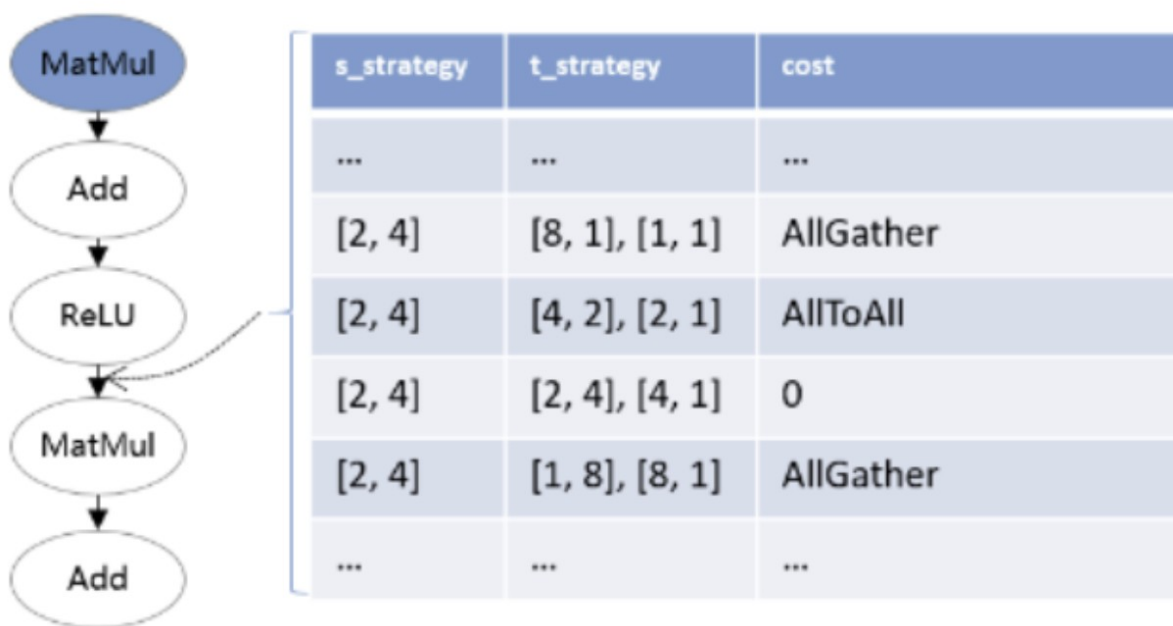 MatMul
Add
ReLU
MatMul
Add
s_strategy t_strategy cost
... ... ...
[2, 4] [8, 1], [1, 1] AllGather
[2, 4] [4, 2], [2, 1] AllToAll
[2, 4] [2, 4], [4, 1] 0
[2, 4] [1, 8], [8, 1] AllGather
... ... ...